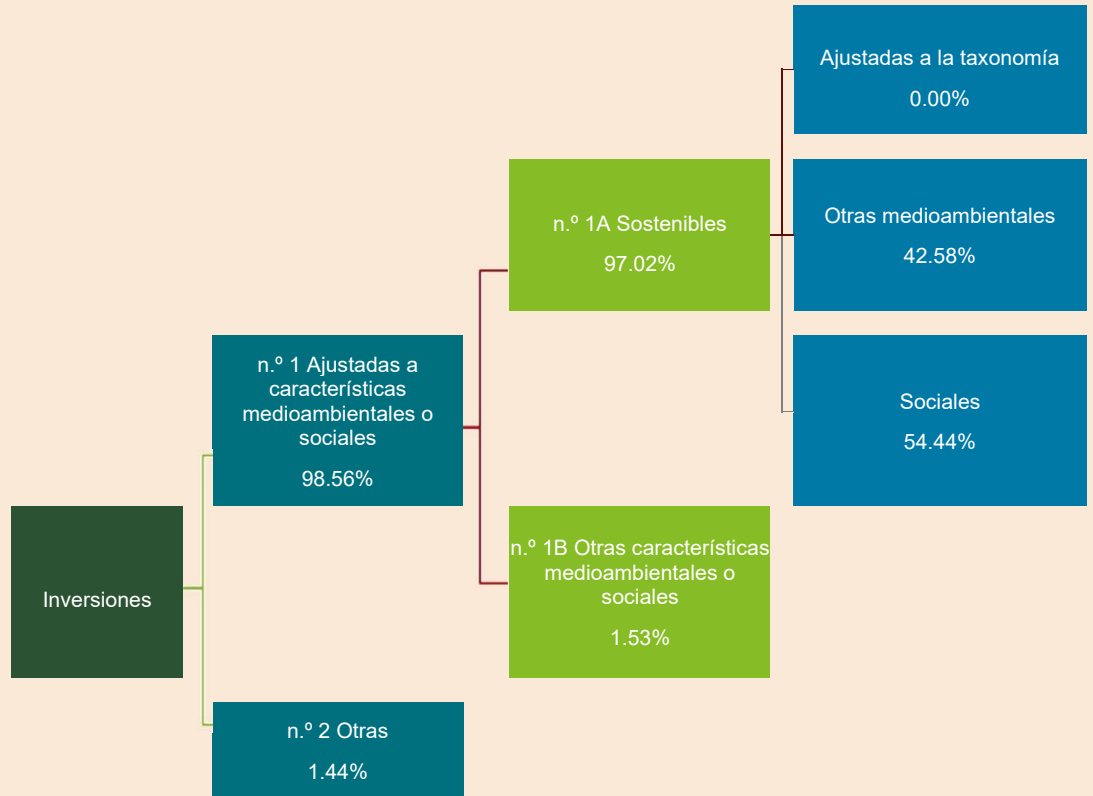 Ajustadas a la taxonomía
0.00%
n.º 1A Sostenibles
97.02%
Otras medioambientales
42.58%
n.º 1 Ajustadas a
características
medioambientales o
sociales
98.56%
Sociales
54.44%
Inversiones
n.º 1B Otras características
medioambientales o
sociales
1.53%
n.º 2 Otras
1.44%